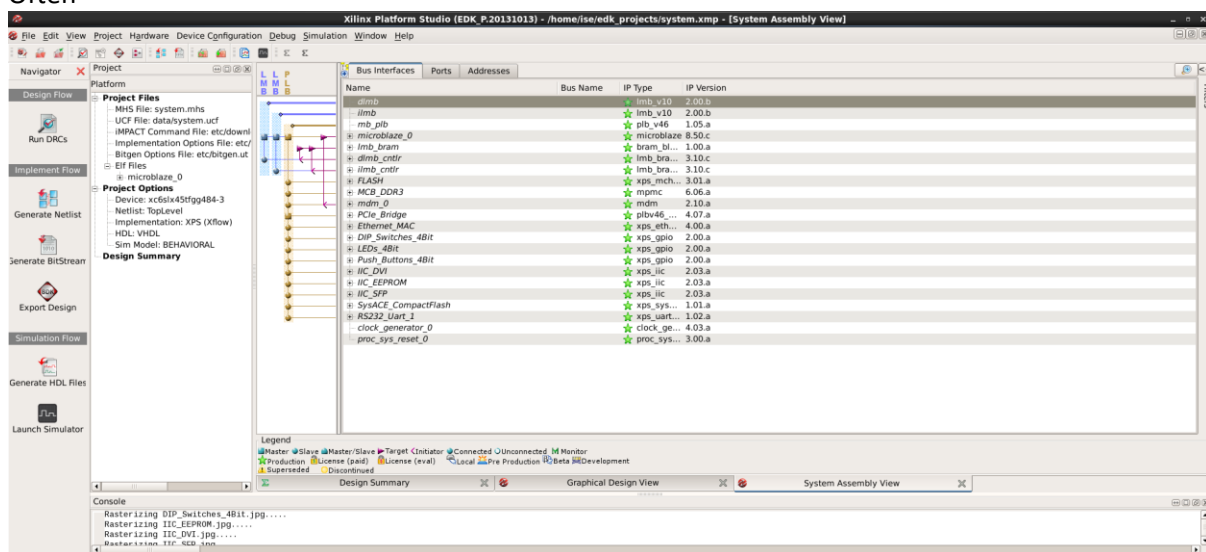 Often
Xilinx Platform Studio (EDK_P.20131013) - /home/ise/edk_projects/system.xmp - [System Assembly View]
File Edit View Project Hardware Device Configuration Debug Simulation Window Help
Navigator
Design Flow
Run DRCs
Implement Flow
Generate Netlist
Generate BitStream
Export Design
Simulation Flow
Generate HDL Files
Launch Simulator
Project
Platform
Project Files
MHS File: system.mhs
UCF File: data/system.ucf
iMPACT Command File: etc/downl
Implementation Options File: etc/
Bitgen Options File: etc/bitgen.ut
Elf Files
microblaze_0
Project Options
Device: xc6slx45tfgg484-3
Netlist: TopLevel
Implementation: XPS (Xflow)
HDL: VHDL
Sim Model: BEHAVIORAL
Design Summary
L L P
M M L
B B B
Bus Interfaces Ports Addresses
Name Bus Name IP Type IP Version
dlmb lmb_v10 2.00.b
ilmb lmb_v10 2.00.b
mb_plb plb_v46 1.05.a
microblaze_0 microblaze 8.50.c
lmb_bram bram_bl... 1.00.a
dlmb_cntlr lmb_bra... 3.10.c
ilmb_cntlr lmb_bra... 3.10.c
FLASH xps_mch... 3.01.a
MCB_DDR3 mpmc 6.06.a
mdm_0 mdm 2.10.a
PCIe_Bridge plbv46_... 4.07.a
Ethernet_MAC xps_eth... 4.00.a
DIP_Switches_4Bit xps_gpio 2.00.a
LEDs_4Bit xps_gpio 2.00.a
Push_Buttons_4Bit xps_gpio 2.00.a
IIC_DVI xps_iic 2.03.a
IIC_EEPROM xps_iic 2.03.a
IIC_SFP xps_iic 2.03.a
SysACE_CompactFlash xps_sys... 1.01.a
RS232_Uart_1 xps_uart... 1.02.a
clock_generator_0 clock_ge... 4.03.a
proc_sys_reset_0 proc_sys... 3.00.a
Legend
Master Slave Master/Slave Target Initiator Connected Unconnected M Monitor
Production License (paid) License (eval) Local Pre Production Beta Development
Superseded Discontinued
Design Summary Graphical Design View System Assembly View
Console
Rasterizing DIP_Switches_4Bit.jpg.....
Rasterizing IIC_EEPROM.jpg.....
Rasterizing IIC_DVI.jpg.....
Rasterizing IIC_SFP.jpg